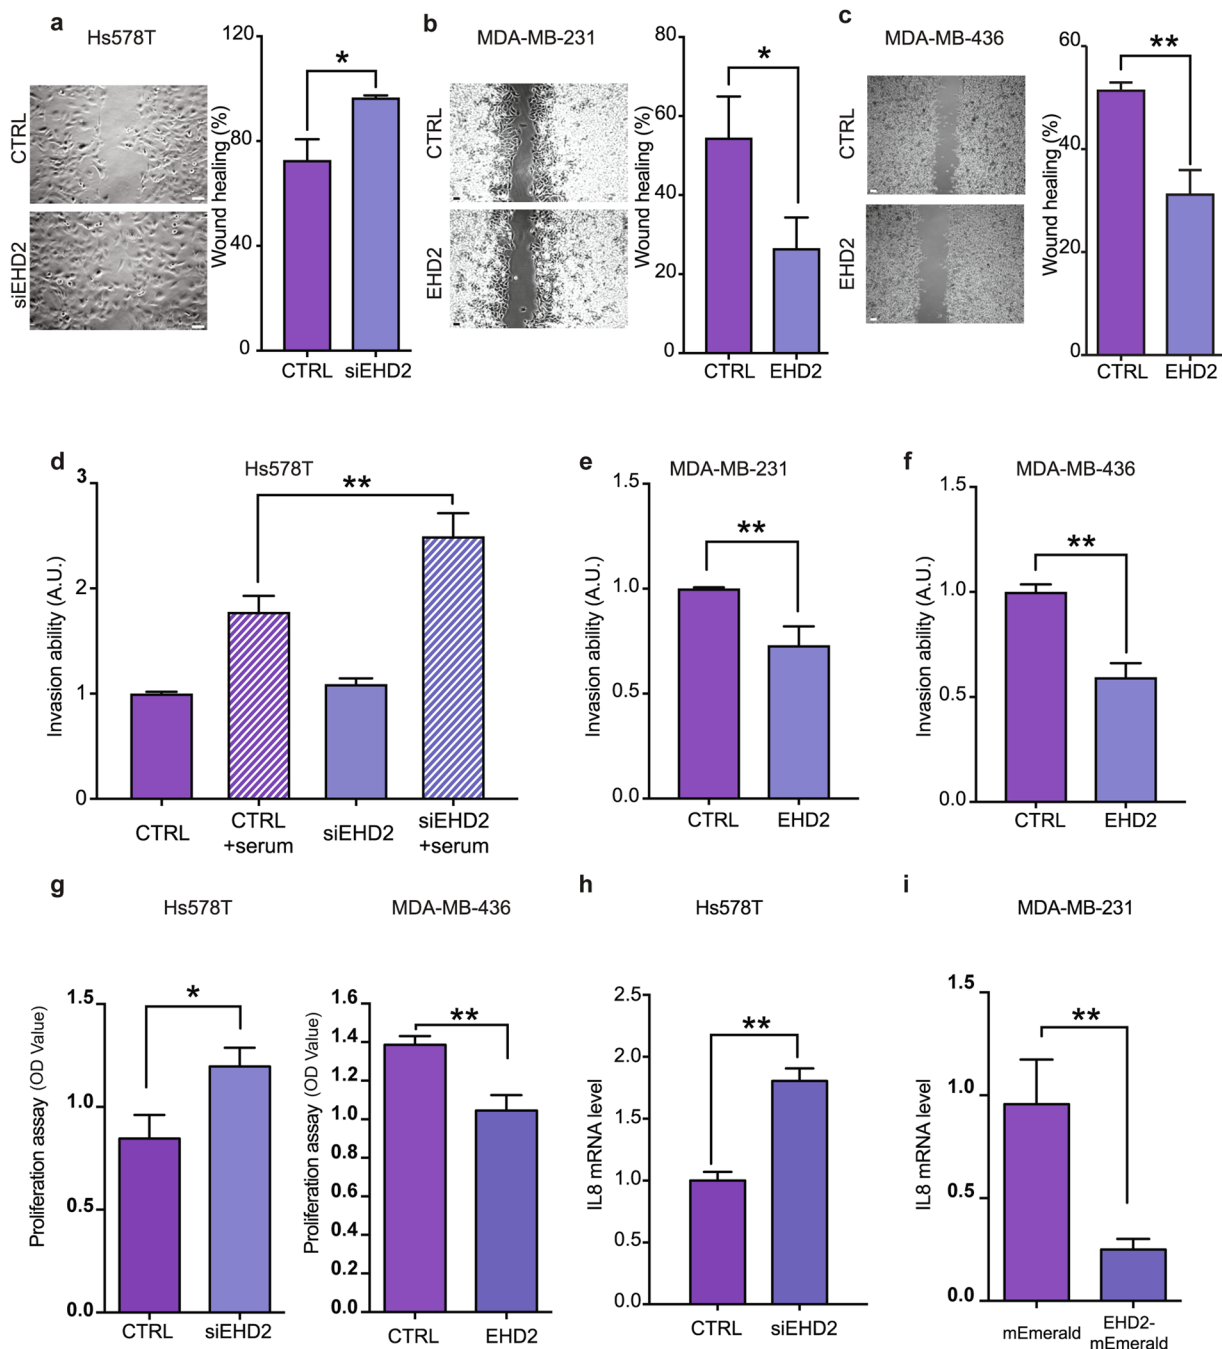 a
Hs578T
CTRL
siEHD2
Wound healing (%)
120
80
40
0
*
CTRL siEHD2
b
MDA-MB-231
CTRL
EHD2
Wound healing (%)
80
60
40
20
0
*
CTRL EHD2
c
MDA-MB-436
CTRL
EHD2
Wound healing (%)
60
40
20
0
**
CTRL EHD2
d
Hs578T
Invasion ability (A.U.)
3
2
1
0
**
CTRL CTRL +serum siEHD2 siEHD2 +serum
e
MDA-MB-231
Invasion ability (A.U.)
1.5
1.0
0.5
0.0
**
CTRL EHD2
f
MDA-MB-436
Invasion ability (A.U.)
1.5
1.0
0.5
0.0
**
CTRL EHD2
g
Hs578T
Proliferation assay (OD Value)
1.5
1.0
0.5
0.0
*
CTRL siEHD2
MDA-MB-436
Proliferation assay (OD Value)
1.6
1.4
1.2
1.0
0.8
0.6
0.4
0.2
0.0
**
CTRL EHD2
h
Hs578T
IL8 mRNA level
2.5
2.0
1.5
1.0
0.5
0.0
**
CTRL siEHD2
i
MDA-MB-231
IL8 mRNA level
1.5
1.0
0.5
0.0
**
mEmerald EHD2-
mEmerald